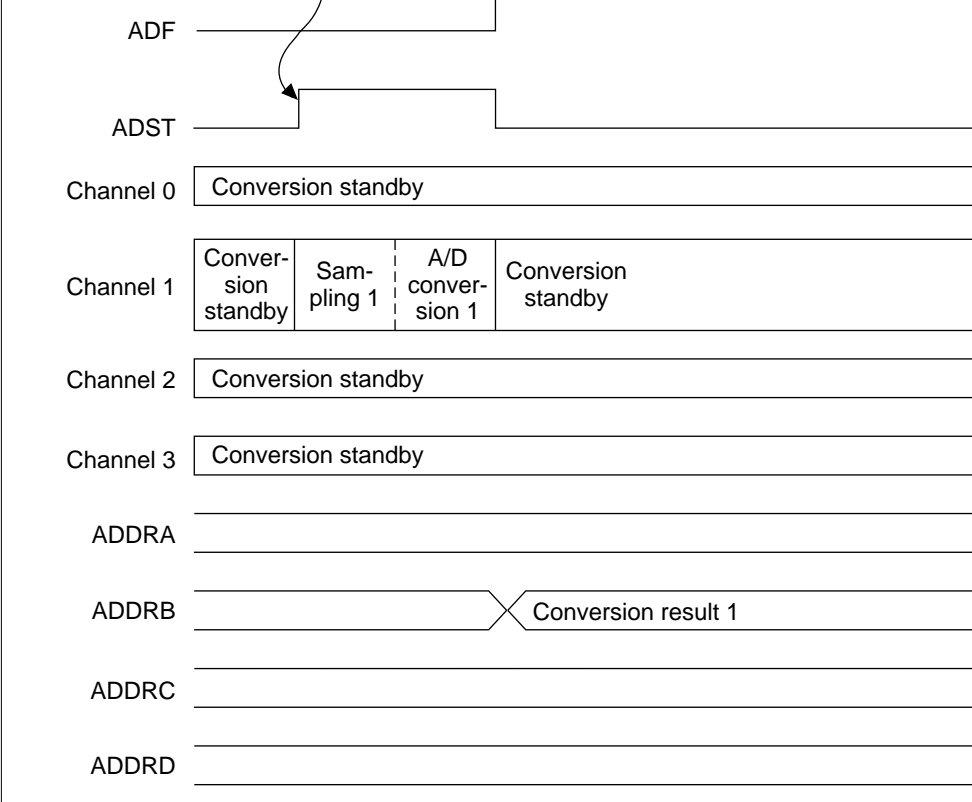 ADF
ADST
Channel 0
Conversion standby
Channel 1
Conver-
sion
standby
Sam-
pling 1
A/D
conver-
sion 1
Conversion
standby
Channel 2
Conversion standby
Channel 3
Conversion standby
ADDRA
ADDRB
Conversion result 1
ADDRC
ADDRD